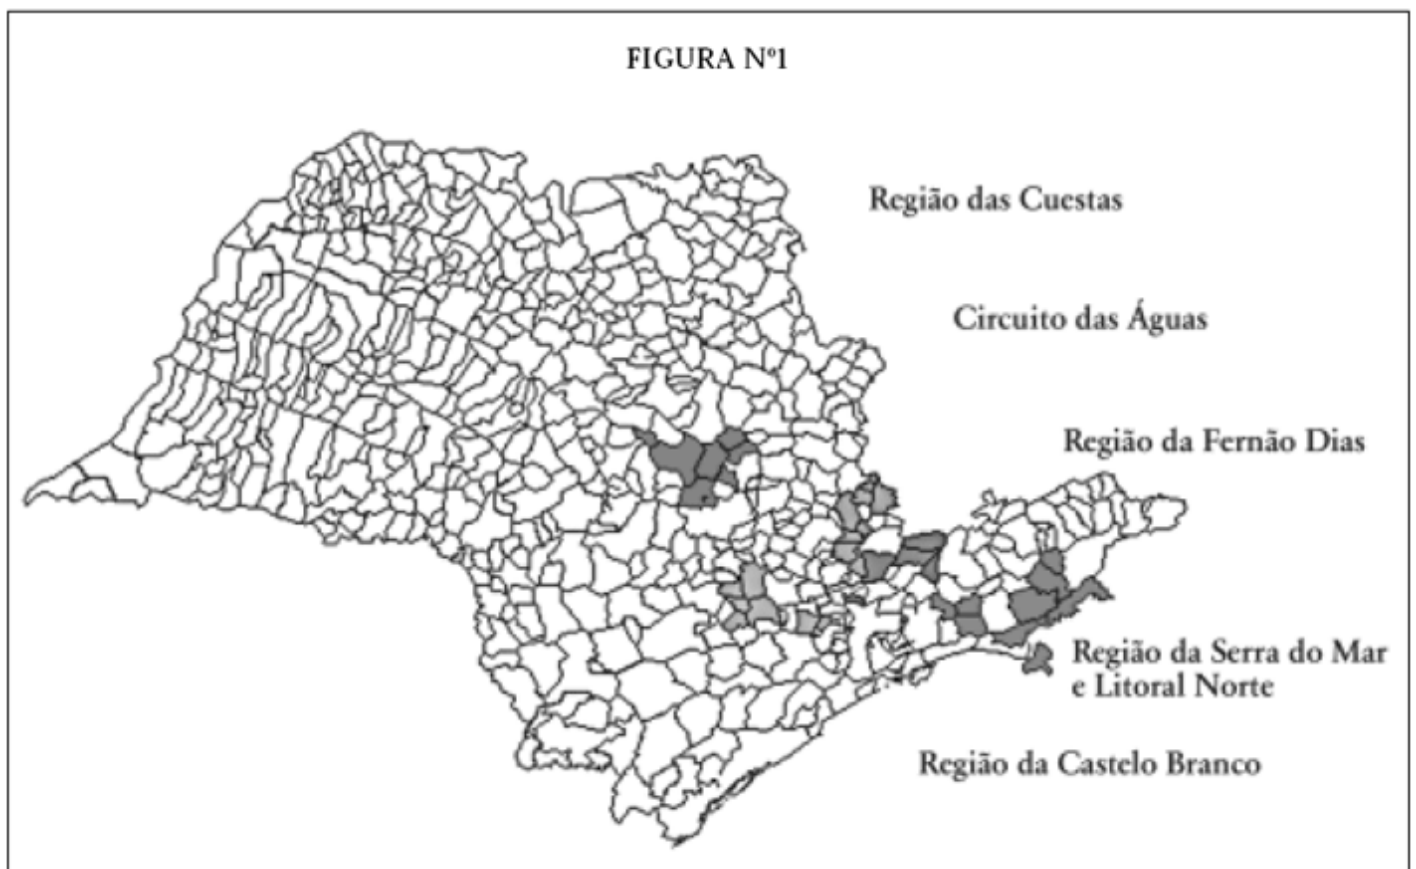 FIGURA Nº1
Região das Cuestas
Circuito das Águas
Região da Fernão Dias
Região da Serra do Mar
e Litoral Norte
Região da Castelo Branco